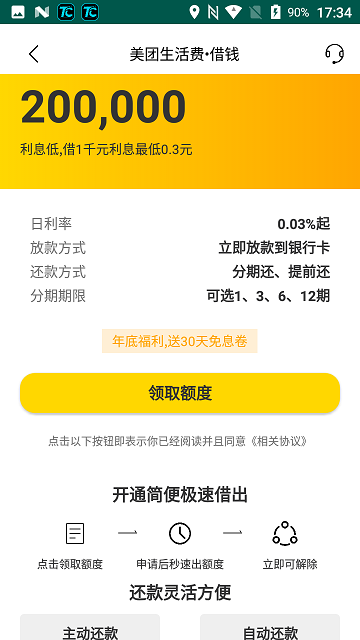 90% 17:34
美团生活费•借钱
200,000
利息低,借1千元利息最低0.3元
日利率 0.03%起
放款方式 立即放款到银行卡
还款方式 分期还、提前还
分期期限 可选1、3、6、12期
年底福利,送30天免息卷
领取额度
点击以下按钮即表示你已经阅读并且同意《相关协议》
开通简便极速借出
点击领取额度 申请后秒速出额度 立即可解除
还款灵活方便
主动还款 自动还款